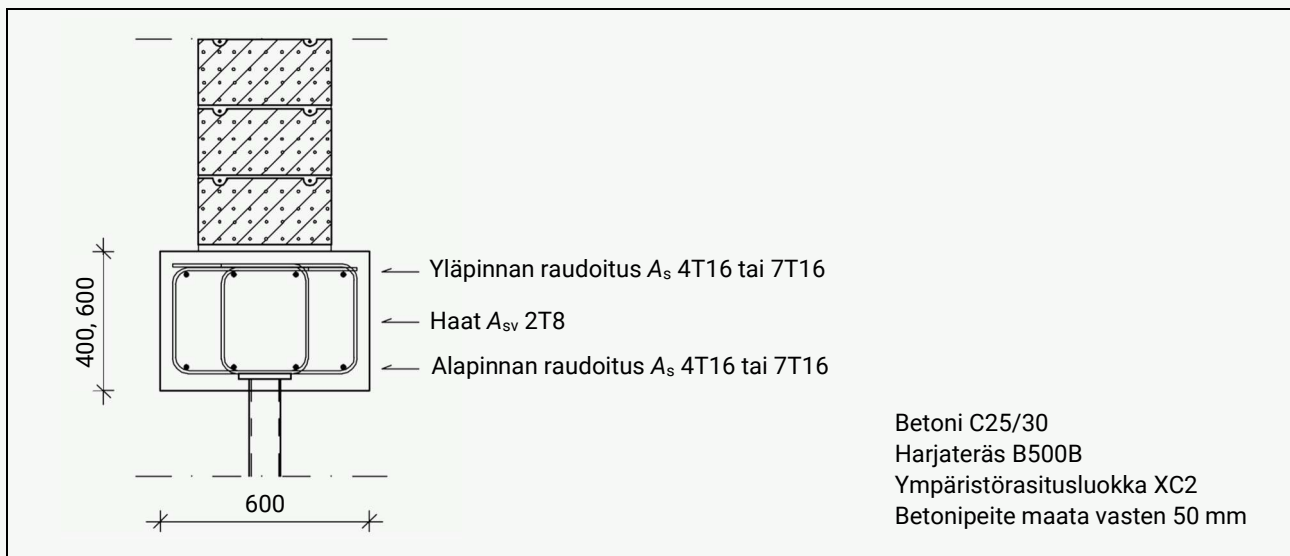 Yläpinnan raudoitus As 4T16 tai 7T16
400, 600
Haat Asv 2T8
Alapinnan raudoitus As 4T16 tai 7T16
600
Betoni C25/30
Harjateräs B500B
Ympäristörasitusluokka XC2
Betonipeite maata vasten 50 mm